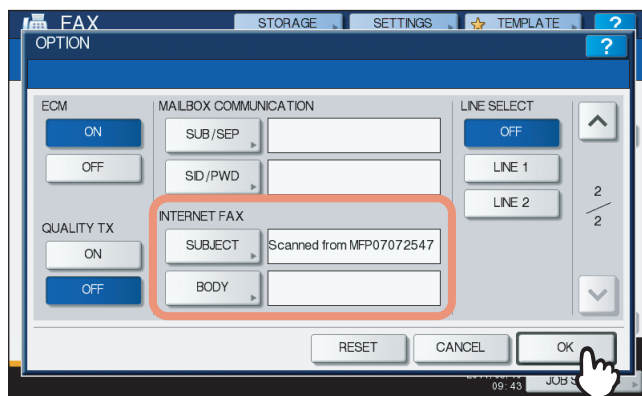 FAX STORAGE SETTINGS TEMPLATE ?
OPTION ?
ECM
ON
OFF
QUALITY TX
ON
OFF
MAILBOX COMMUNICATION
SUB/SEP
SID/PWD
INTERNET FAX
SUBJECT Scanned from MFP07072547
BODY
LINE SELECT
OFF
LINE 1
LINE 2
2
2
RESET CANCEL OK
09:43